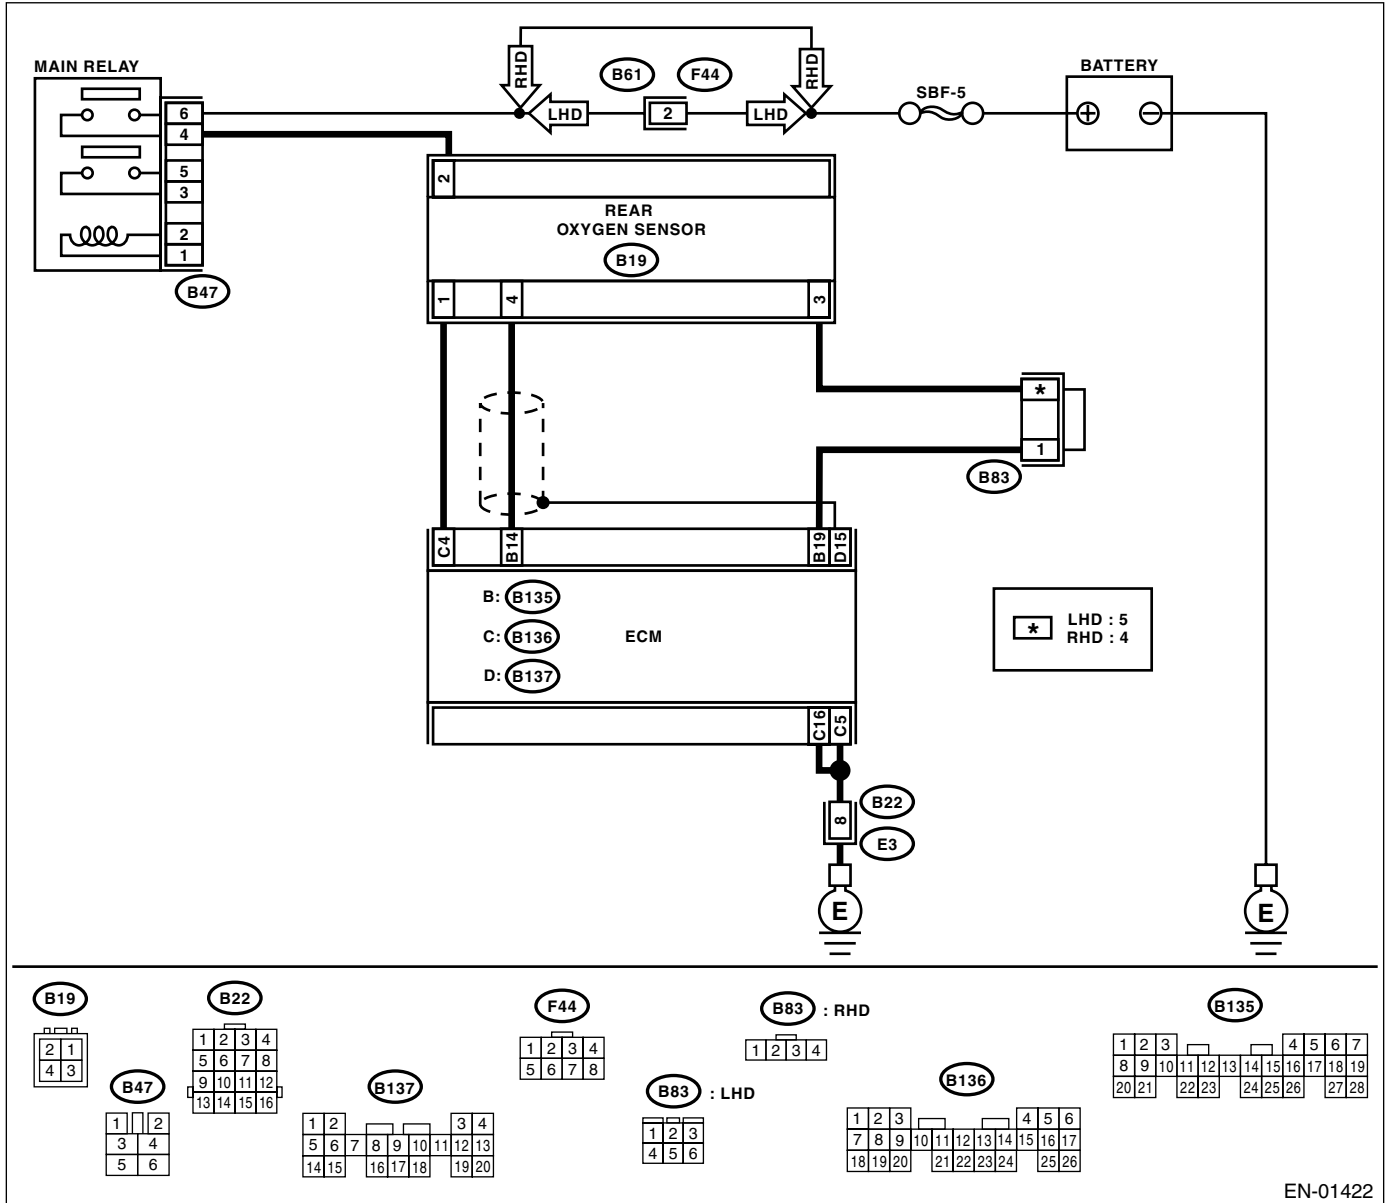 MAIN RELAY
6
4
5
3
2
1
B47
RHD
RHD
LHD
LHD
B61
F44
2
SBF-5
BATTERY
+
−
2
REAR
OXYGEN SENSOR
B19
1
4
3
*
1
B83
C4
B14
B19
D15
B: B135
C: B136
D: B137
ECM
* LHD : 5
RHD : 4
C16
C5
8
B22
E3
E
E
B19
2 1
4 3
B47
1 2
3 4
5 6
B22
1 2 3 4
5 6 7 8
9 10 11 12
13 14 15 16
B137
1 2 3 4
5 6 7 8 9 10 11 12 13
14 15 16 17 18 19 20
F44
1 2 3 4
5 6 7 8
B83 : LHD
1 2 3
4 5 6
B83 : RHD
1 2 3 4
B136
1 2 3 4 5 6
7 8 9 10 11 12 13 14 15 16 17
18 19 20 21 22 23 24 25 26
B135
1 2 3 4 5 6 7
8 9 10 11 12 13 14 15 16 17 18 19
20 21 22 23 24 25 26 27 28
EN-01422